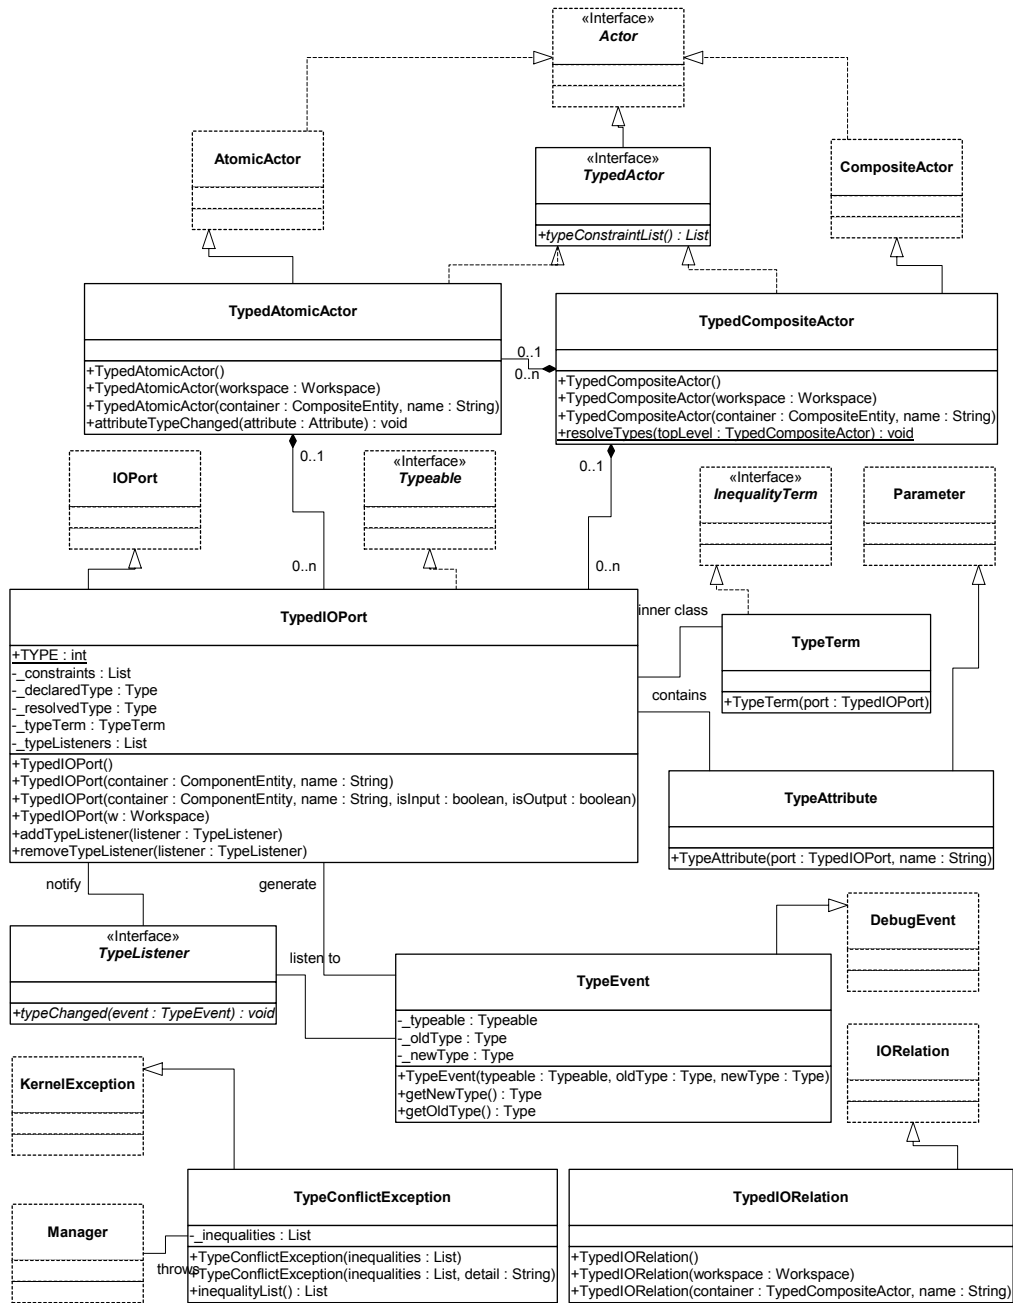 «Interface»
Actor
AtomicActor
«Interface»
TypedActor
+typeConstraintList() : List
CompositeActor
TypedAtomicActor
+TypedAtomicActor()
+TypedAtomicActor(workspace : Workspace)
+TypedAtomicActor(container : CompositeEntity, name : String)
+attributeTypeChanged(attribute : Attribute) : void
0..1
0..n
TypedCompositeActor
+TypedCompositeActor()
+TypedCompositeActor(workspace : Workspace)
+TypedCompositeActor(container : CompositeEntity, name : String)
+resolveTypes(topLevel : TypedCompositeActor) : void
0..1
0..1
IOPort
«Interface»
Typeable
«Interface»
InequalityTerm
Parameter
0..n
0..n
TypedIOPort
+TYPE : int
-_constraints : List
-_declaredType : Type
-_resolvedType : Type
-_typeTerm : TypeTerm
-_typeListeners : List
+TypedIOPort()
+TypedIOPort(container : ComponentEntity, name : String)
+TypedIOPort(container : ComponentEntity, name : String, isInput : boolean, isOutput : boolean)
+TypedIOPort(w : Workspace)
+addTypeListener(listener : TypeListener)
+removeTypeListener(listener : TypeListener)
inner class
TypeTerm
+TypeTerm(port : TypedIOPort)
contains
TypeAttribute
+TypeAttribute(port : TypedIOPort, name : String)
notify
generate
«Interface»
TypeListener
+typeChanged(event : TypeEvent) : void
listen to
DebugEvent
TypeEvent
-_typeable : Typeable
-_oldType : Type
-_newType : Type
+TypeEvent(typeable : Typeable, oldType : Type, newType : Type)
+getNewType() : Type
+getOldType() : Type
IORelation
KernelException
TypeConflictException
-_inequalities : List
+TypeConflictException(inequalities : List)
+TypeConflictException(inequalities : List, detail : String)
+inequalityList() : List
Manager
throws
TypedIORelation
+TypedIORelation()
+TypedIORelation(workspace : Workspace)
+TypedIORelation(container : TypedCompositeActor, name : String)